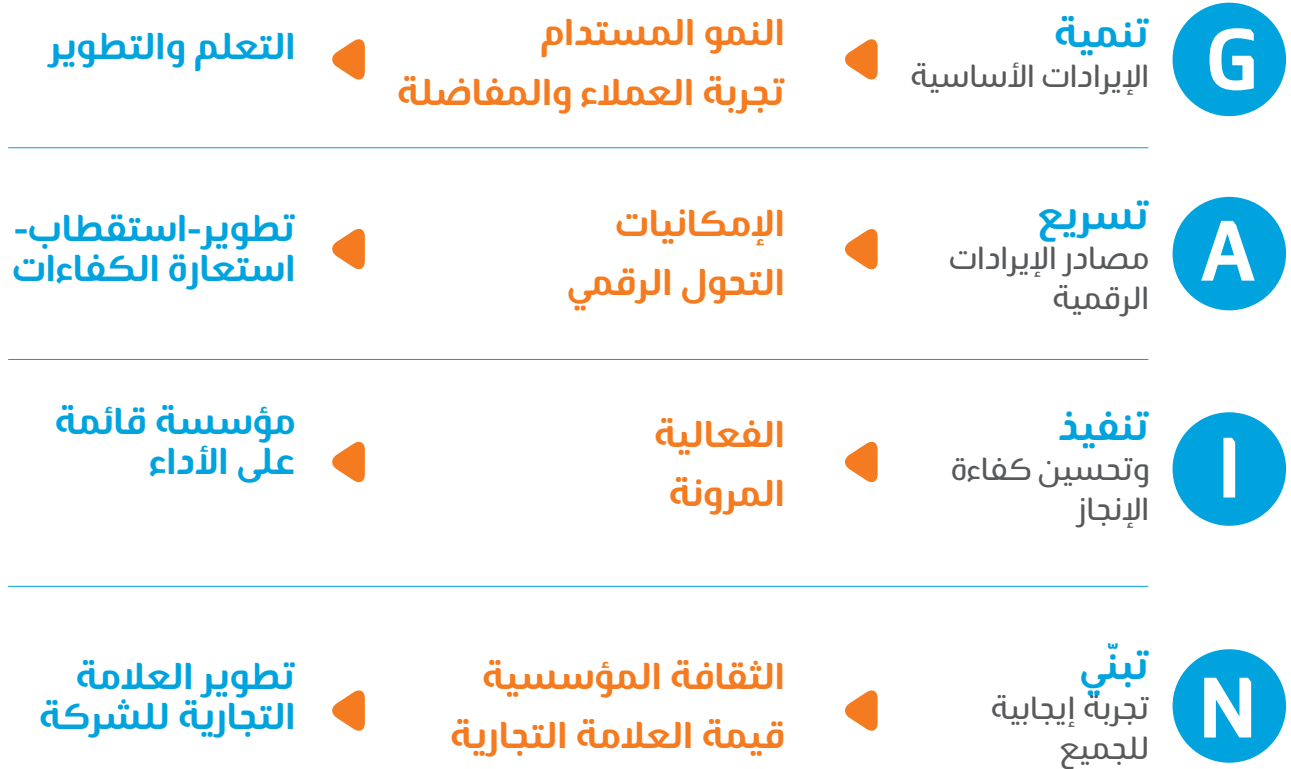 G
تنمية
الإيرادات الأساسية
النمو المستدام
تجربة العملاء والمفاضلة
التعلم والتطوير
A
تسريع
مصادر الإيرادات
الرقمية
الإمكانيات
التحول الرقمي
تطوير-استقطاب-
استعارة الكفاءات
I
تنفيذ
وتحسين كفاءة
الإنجاز
الفعالية
المرونة
مؤسسة قائمة
على الأداء
N
تبنّي
تجربة إيجابية
للجميع
الثقافة المؤسسية
قيمة العلامة التجارية
تطوير العلامة
التجارية للشركة